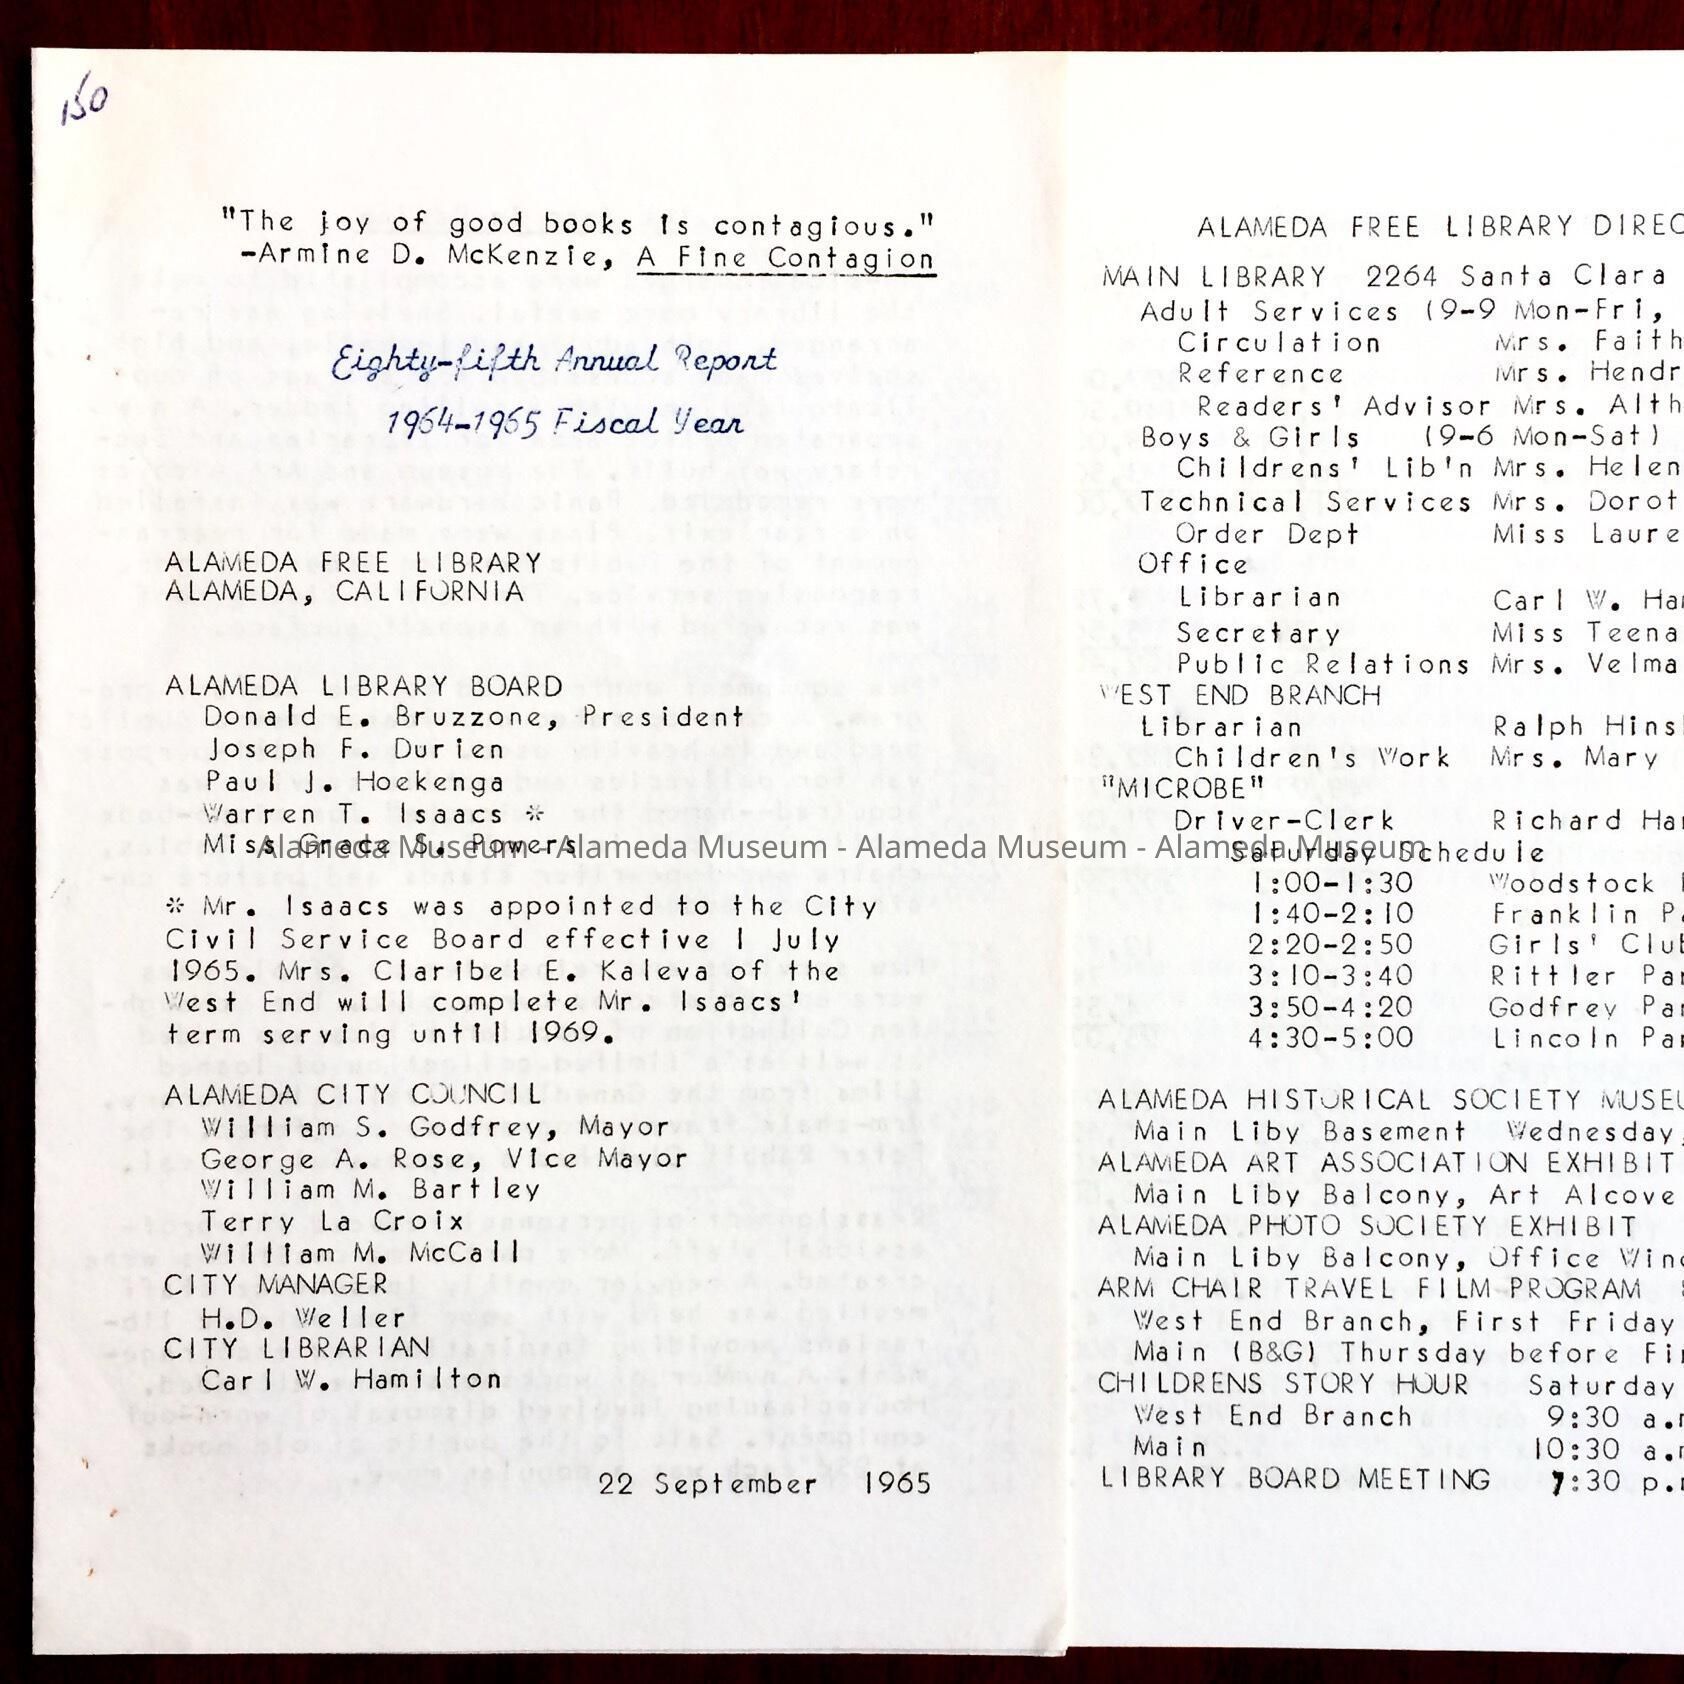 150
"The joy of good books is contagious."
-Armine D. McKenzie, A Fine Contagion
Eighty-fifth Annual Report
1964-1965 Fiscal Year
ALAMEDA FREE LIBRARY
ALAMEDA, CALIFORNIA
ALAMEDA LIBRARY BOARD
Donald E. Bruzzone, President
Joseph F. Durien
Paul J. Hoekenga
Warren T. Isaacs *
Miss Grace S. Powers
* Mr. Isaacs was appointed to the City
Civil Service Board effective 1 July
1965. Mrs. Claribel E. Kaleva of the
West End will complete Mr. Isaacs'
term serving until 1969.
ALAMEDA CITY COUNCIL
William S. Godfrey, Mayor
George A. Rose, Vice Mayor
William M. Bartley
Terry La Croix
William M. McCall
CITY MANAGER
H.D. Weller
CITY LIBRARIAN
Carl W. Hamilton
22 September 1965
ALAMEDA FREE LIBRARY DIREC
MAIN LIBRARY 2264 Santa Clara
Adult Services (9-9 Mon-Fri,
Circulation Mrs. Faith
Reference Mrs. Hendr
Readers' Advisor Mrs. Alth
Boys & Girls (9-6 Mon-Sat)
Childrens' Lib'n Mrs. Helen
Technical Services Mrs. Dorot
Order Dept Miss Laure
Office
Librarian Carl W. Ham
Secretary Miss Teena
Public Relations Mrs. Velma
WEST END BRANCH
Librarian Ralph Hinsl
Children's Work Mrs. Mary
"MICROBE"
Driver-Clerk Richard Har
Saturday Schedule
1:00-1:30 Woodstock
1:40-2:10 Franklin Pa
2:20-2:50 Girls' Club
3:10-3:40 Rittler Par
3:50-4:20 Godfrey Par
4:30-5:00 Lincoln Par
ALAMEDA HISTORICAL SOCIETY MUSEU
Main Liby Basement Wednesday,
ALAMEDA ART ASSOCIATION EXHIBIT
Main Liby Balcony, Art Alcove
ALAMEDA PHOTO SOCIETY EXHIBIT
Main Liby Balcony, Office Wind
ARM CHAIR TRAVEL FILM PROGRAM
West End Branch, First Friday
Main (B&G) Thursday before Fir
CHILDRENS STORY HOUR Saturday
West End Branch 9:30 a.m
Main 10:30 a.m
LIBRARY BOARD MEETING 7:30 p.m
Alameda Museum - Alameda Museum - Alameda Museum - Alameda Museum